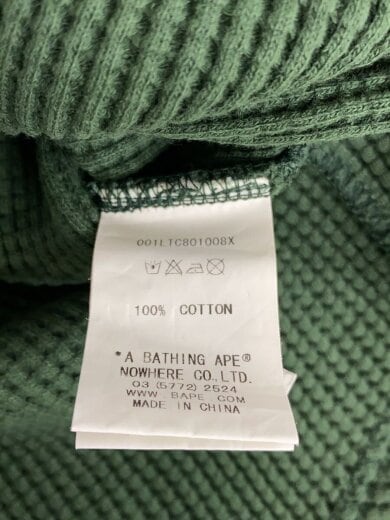 001LTC801008X
100% COTTON
*A BATHING APE®
NOWHERE CO.,LTD.
03 (5772) 2524
WWW.BAPE.COM
MADE IN CHINA